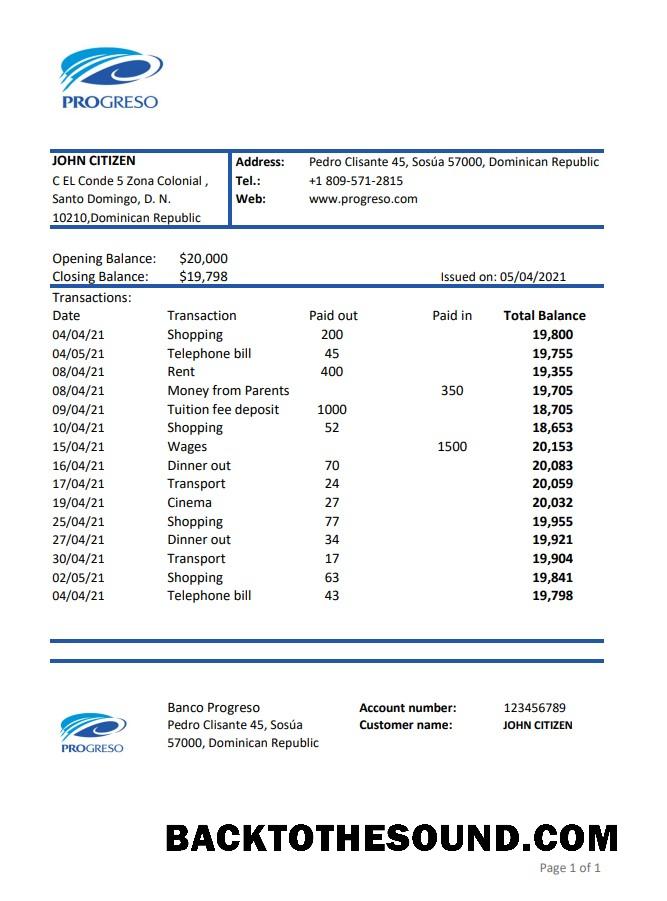 PROGRESO
JOHN CITIZEN
C EL Conde 5 Zona Colonial ,
Santo Domingo, D. N.
10210,Dominican Republic
Address: Pedro Clisante 45, Sosúa 57000, Dominican Republic
Tel.: +1 809-571-2815
Web: www.progreso.com
Opening Balance: $20,000
Closing Balance: $19,798 Issued on: 05/04/2021
Transactions:
Date Transaction Paid out Paid in Total Balance
04/04/21 Shopping 200 19,800
04/05/21 Telephone bill 45 19,755
08/04/21 Rent 400 19,355
08/04/21 Money from Parents 350 19,705
09/04/21 Tuition fee deposit 1000 18,705
10/04/21 Shopping 52 18,653
15/04/21 Wages 1500 20,153
16/04/21 Dinner out 70 20,083
17/04/21 Transport 24 20,059
19/04/21 Cinema 27 20,032
25/04/21 Shopping 77 19,955
27/04/21 Dinner out 34 19,921
30/04/21 Transport 17 19,904
02/05/21 Shopping 63 19,841
04/04/21 Telephone bill 43 19,798
PROGRESO
Banco Progreso
Pedro Clisante 45, Sosúa
57000, Dominican Republic
Account number: 123456789
Customer name: JOHN CITIZEN
BACKTOTHESOUND.COM
Page 1 of 1